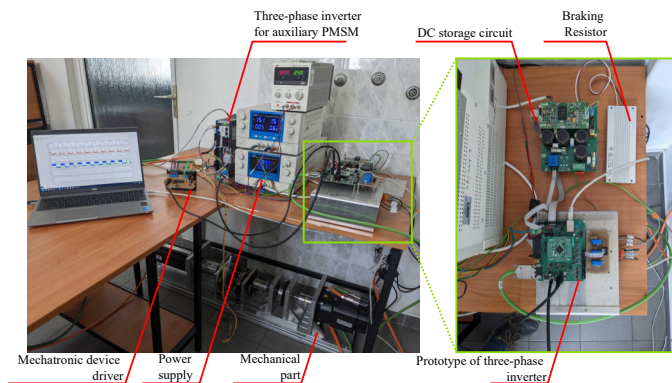 Three-phase inverter
for auxiliary PMSM
DC storage circuit
Braking
Resistor
Mechatronic device
driver
Power
supply
Mechanical
part
Prototype of three-phase
inverter